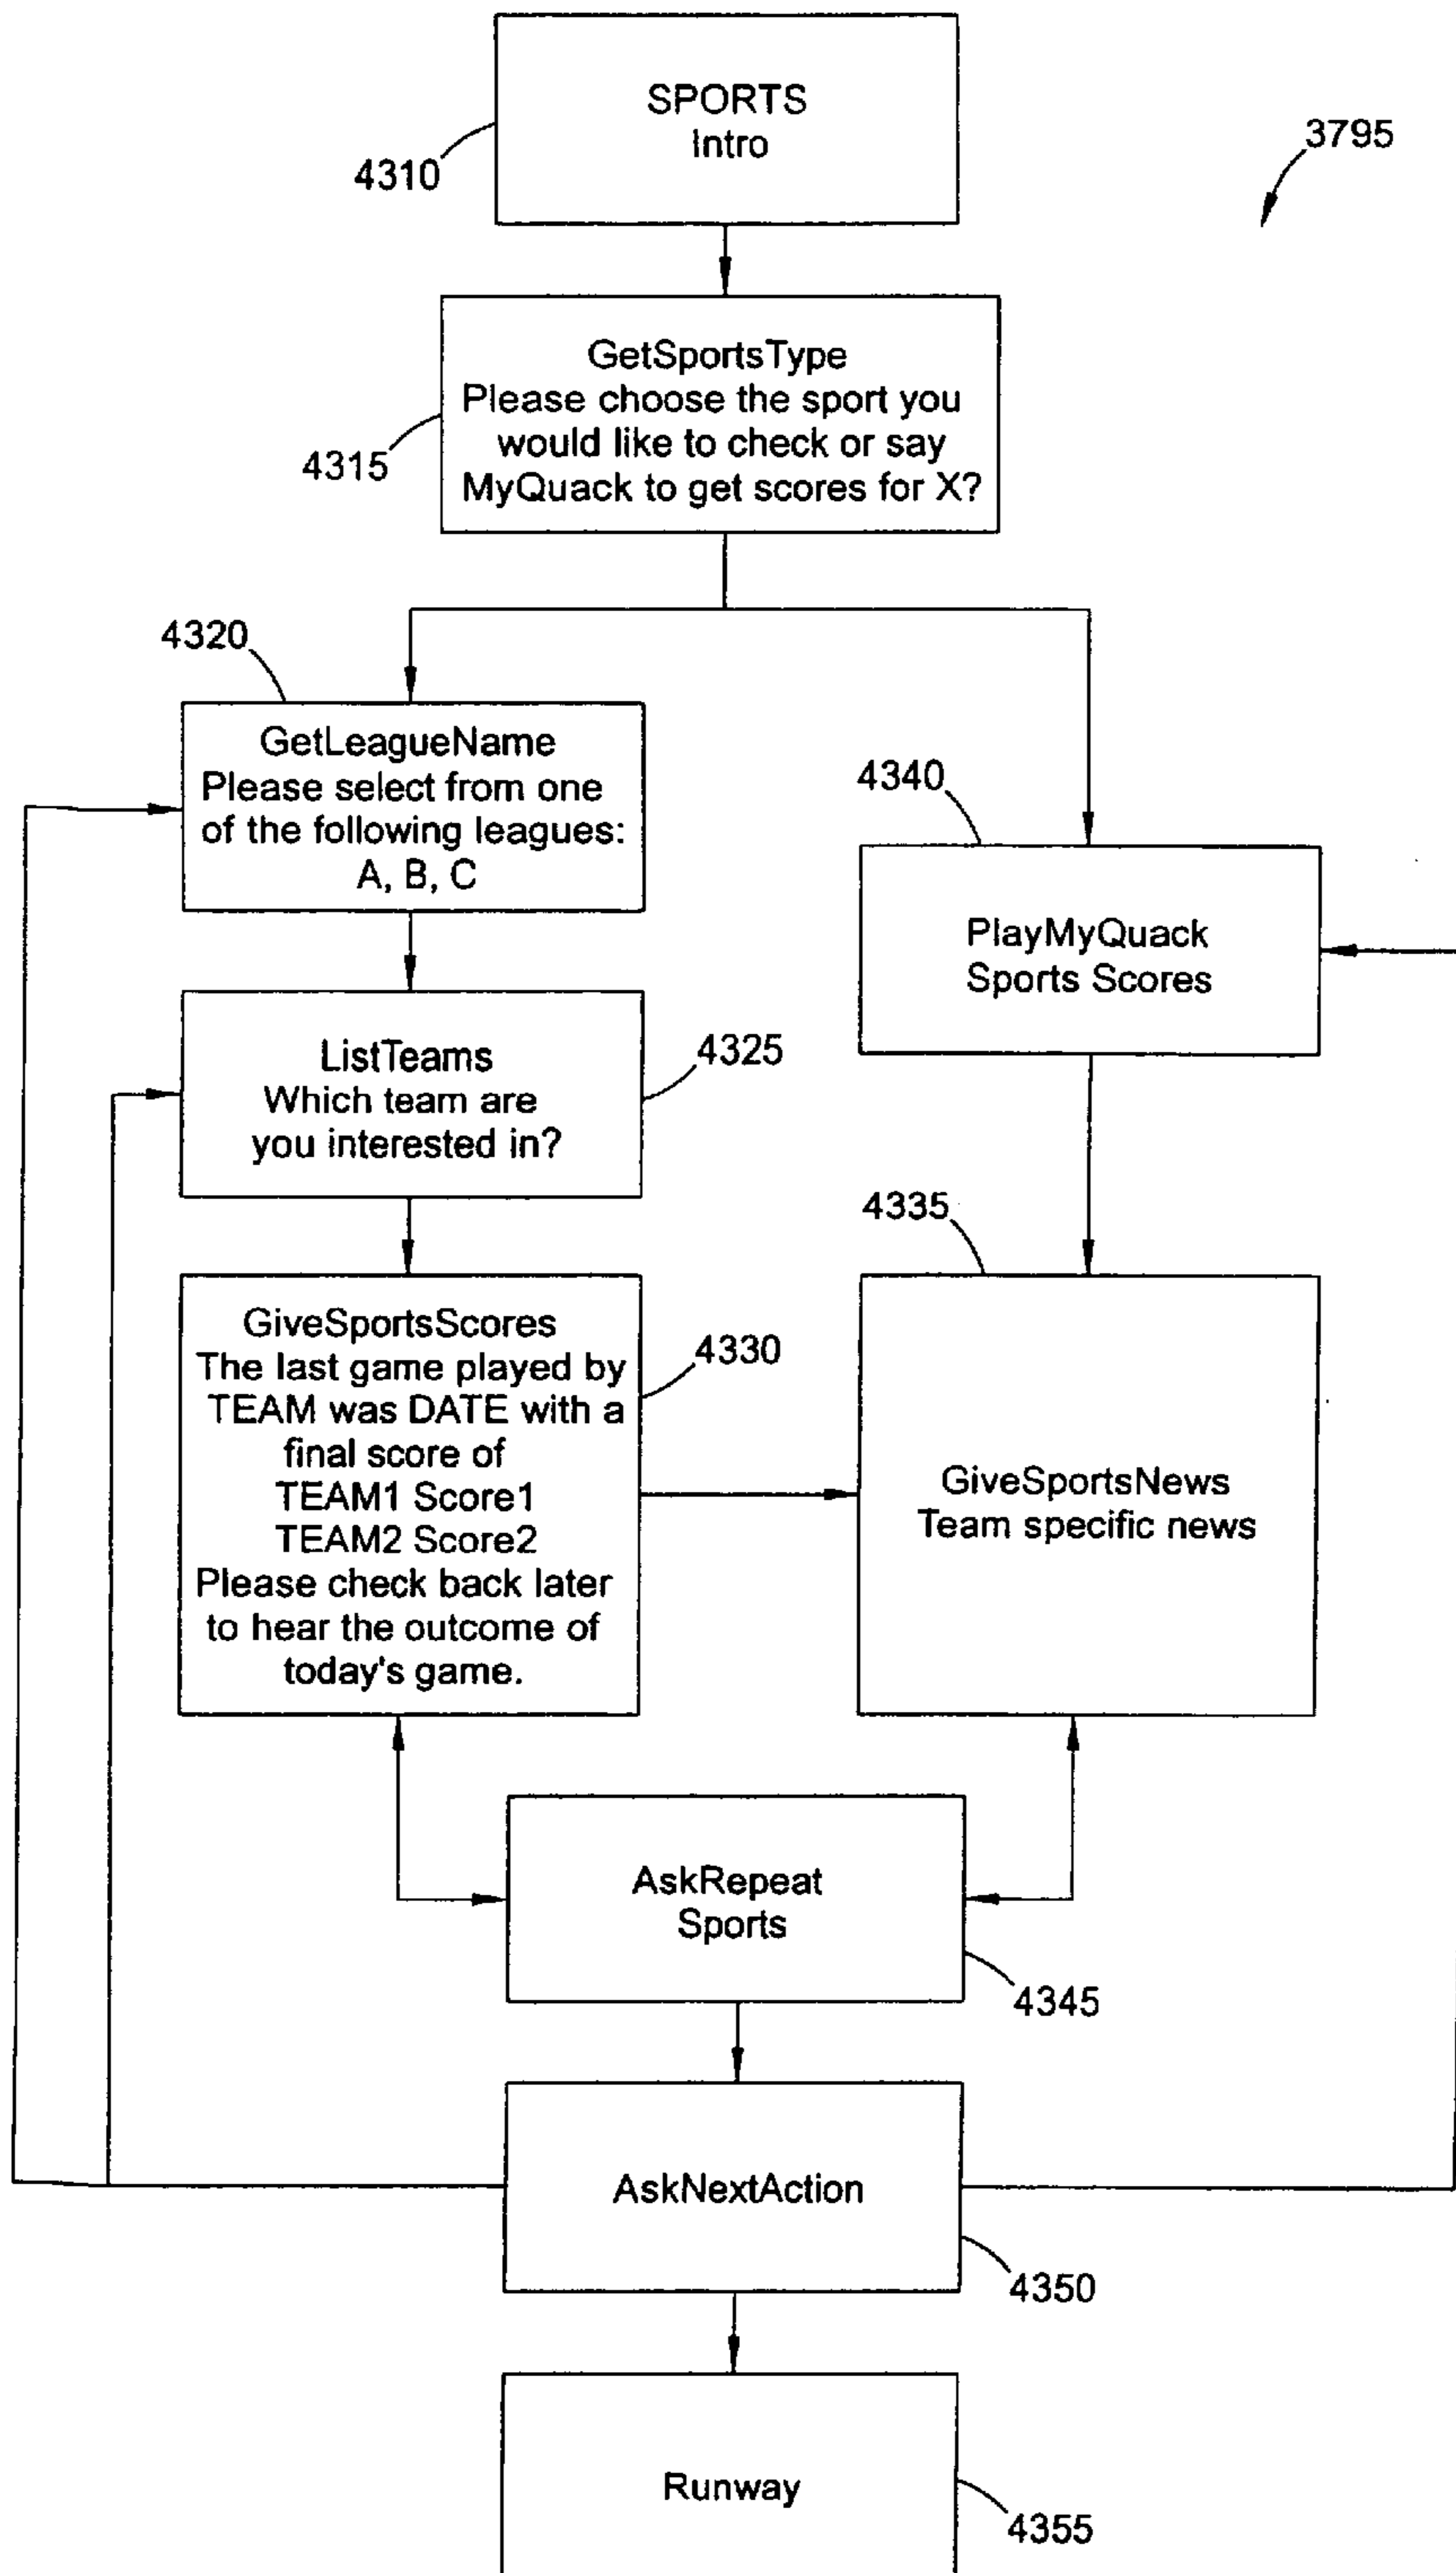 SPORTS
Intro
4310
3795
GetSportsType
Please choose the sport you
would like to check or say
MyQuack to get scores for X?
4315
4320
GetLeagueName
Please select from one
of the following leagues:
A, B, C
4340
PlayMyQuack
Sports Scores
ListTeams
Which team are
you interested in?
4325
4335
GiveSportsScores
The last game played by
TEAM was DATE with a
final score of
TEAM1 Score1
TEAM2 Score2
Please check back later
to hear the outcome of
today's game.
4330
GiveSportsNews
Team specific news
AskRepeat
Sports
4345
AskNextAction
4350
Runway
4355